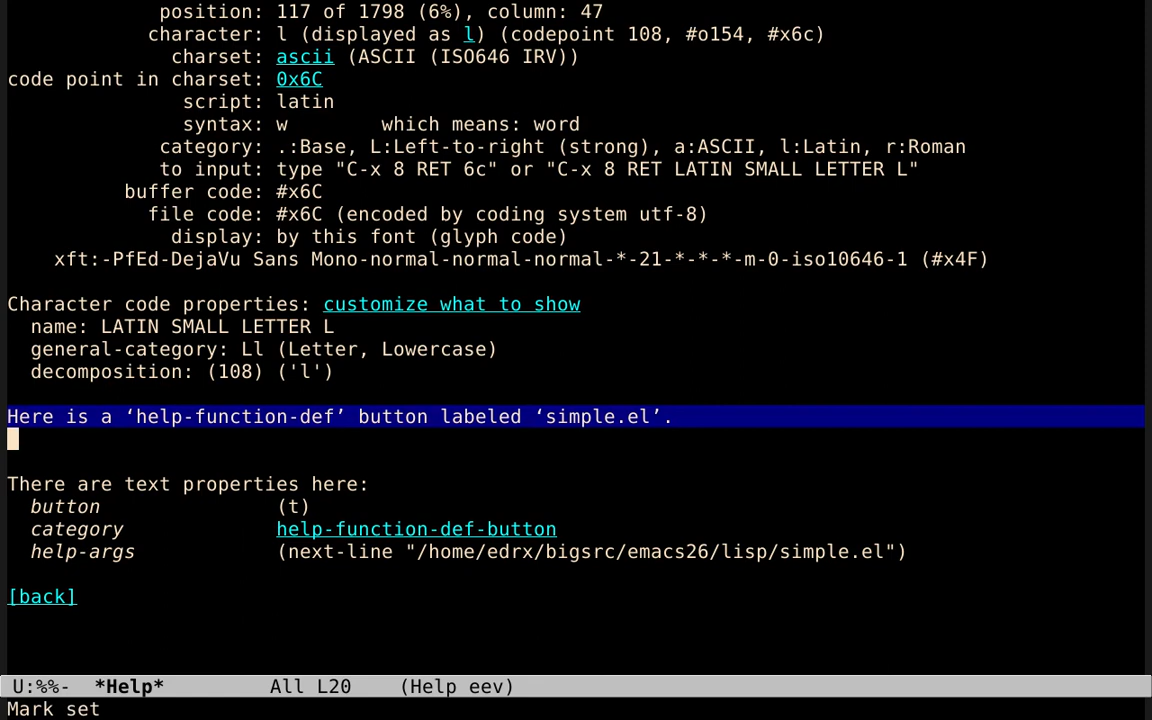 position: 117 of 1798 (6%), column: 47
character: l (displayed as l) (codepoint 108, #o154, #x6c)
charset: ascii (ASCII (ISO646 IRV))
code point in charset: 0x6C
script: latin
syntax: w which means: word
category: .:Base, L:Left-to-right (strong), a:ASCII, l:Latin, r:Roman
to input: type "C-x 8 RET 6c" or "C-x 8 RET LATIN SMALL LETTER L"
buffer code: #x6C
file code: #x6C (encoded by coding system utf-8)
display: by this font (glyph code)
xft:-PfEd-DejaVu Sans Mono-normal-normal-normal-*-21-*-*-*-m-0-iso10646-1 (#x4F)
Character code properties: customize what to show
name: LATIN SMALL LETTER L
general-category: Ll (Letter, Lowercase)
decomposition: (108) ('l')
Here is a ‘help-function-def’ button labeled ‘simple.el’.
There are text properties here:
button (t)
category help-function-def-button
help-args (next-line "/home/edrx/bigsrc/emacs26/lisp/simple.el")
[back]
U:%%- *Help* All L20 (Help eev)
Mark set